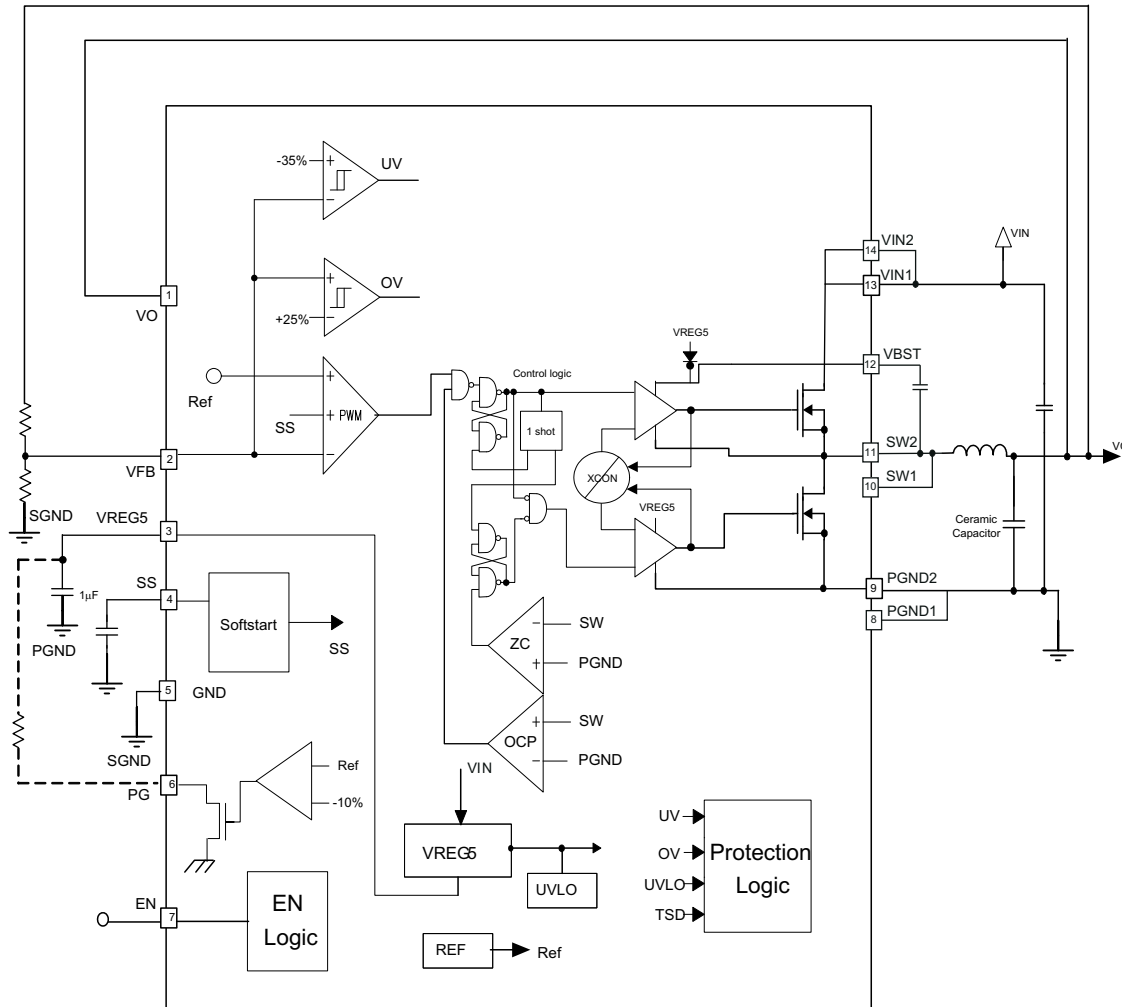 -35%
+
-
UV
+
-
OV
+25%
1
VO
Ref
+
SS
+ PWM
-
2
VFB
SGND
VREG5
3
1µF
PGND
SS
4
Softstart
SS
5
GND
SGND
6
PG
Ref
-10%
EN
7
EN
Logic
Control logic
1 shot
XCON
VREG5
VREG5
ZC
-
SW
+
PGND
OCP
+
SW
-
PGND
VIN
VREG5
UVLO
REF
Ref
UV
OV
UVLO
TSD
Protection
Logic
14
VIN2
13
VIN1
VIN
12
VBST
11
SW2
10
SW1
9
PGND2
8
PGND1
Ceramic
Capacitor